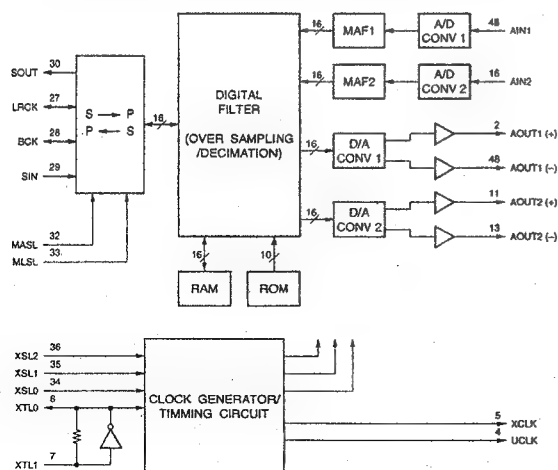 30
SOUT
27
LRCK
28
BCK
29
SIN
32
MASL
33
MLSL
S → P
P ← S
16
DIGITAL
FILTER
(OVER SAMPLING
/DECIMATION)
16
MAF1
A/D
CONV 1
48
AIN1
16
MAF2
A/D
CONV 2
16
AIN2
16
D/A
CONV 1
2
AOUT1 (+)
48
AOUT1 (−)
16
D/A
CONV 2
11
AOUT2 (+)
13
AOUT2 (−)
16
RAM
10
ROM
36
XSL2
35
XSL1
34
XSL0
XTL0
7
XTL1
CLOCK GENERATOR/
TIMMING CIRCUIT
5
XCLK
4
UCLK